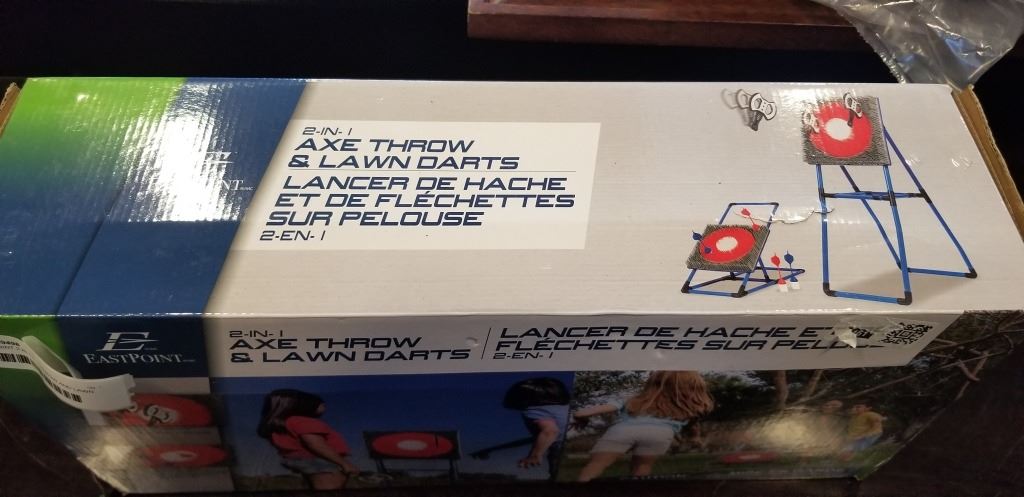 2-IN-1
AXE THROW
& LAWN DARTS
LANCER DE HACHE
ET DE FLÉCHETTES
SUR PELOUSE
2-EN-1
EASTPOINT
2-IN-1
AXE THROW
& LAWN DARTS
LANCER DE HACHE ET
FLÉCHETTES SUR
2-EN-1